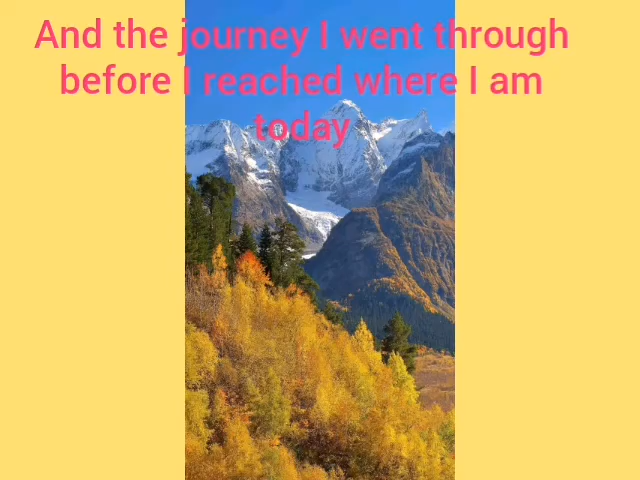 And the journey I went through
before I reached where I am
today